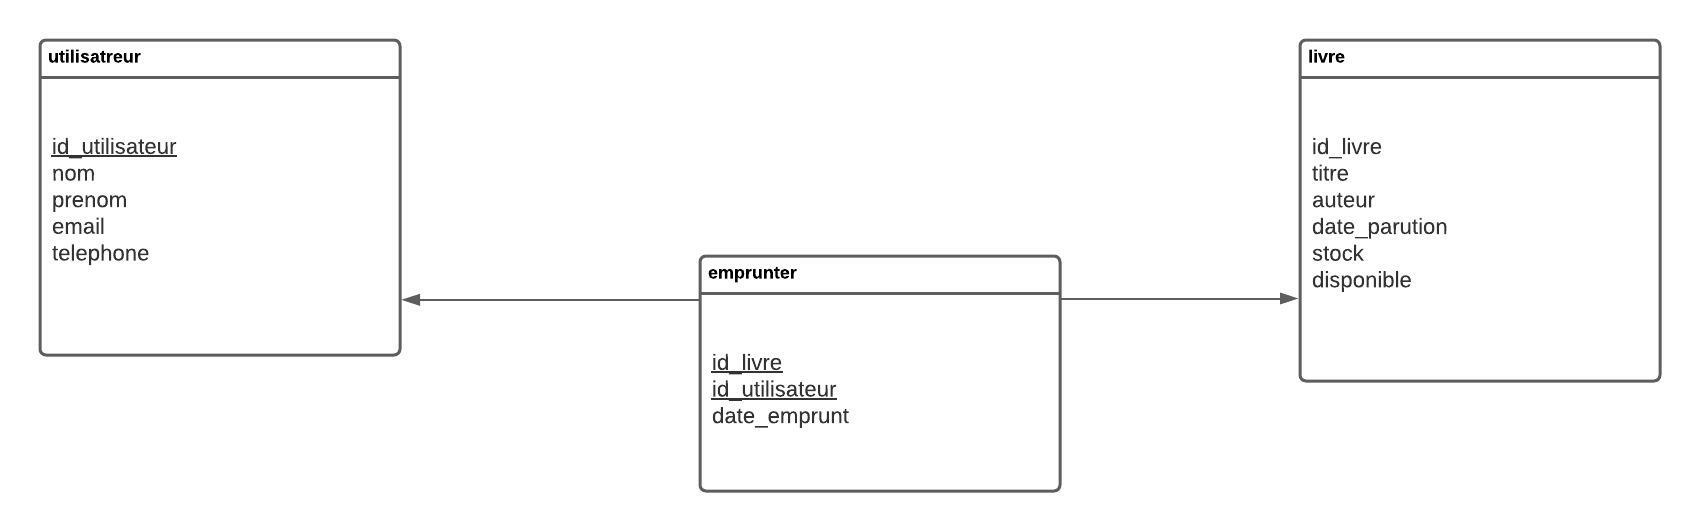 utilisatreur
id_utilisateur
nom
prenom
email
telephone
emprunter
id_livre
id_utilisateur
date_emprunt
livre
id_livre
titre
auteur
date_parution
stock
disponible